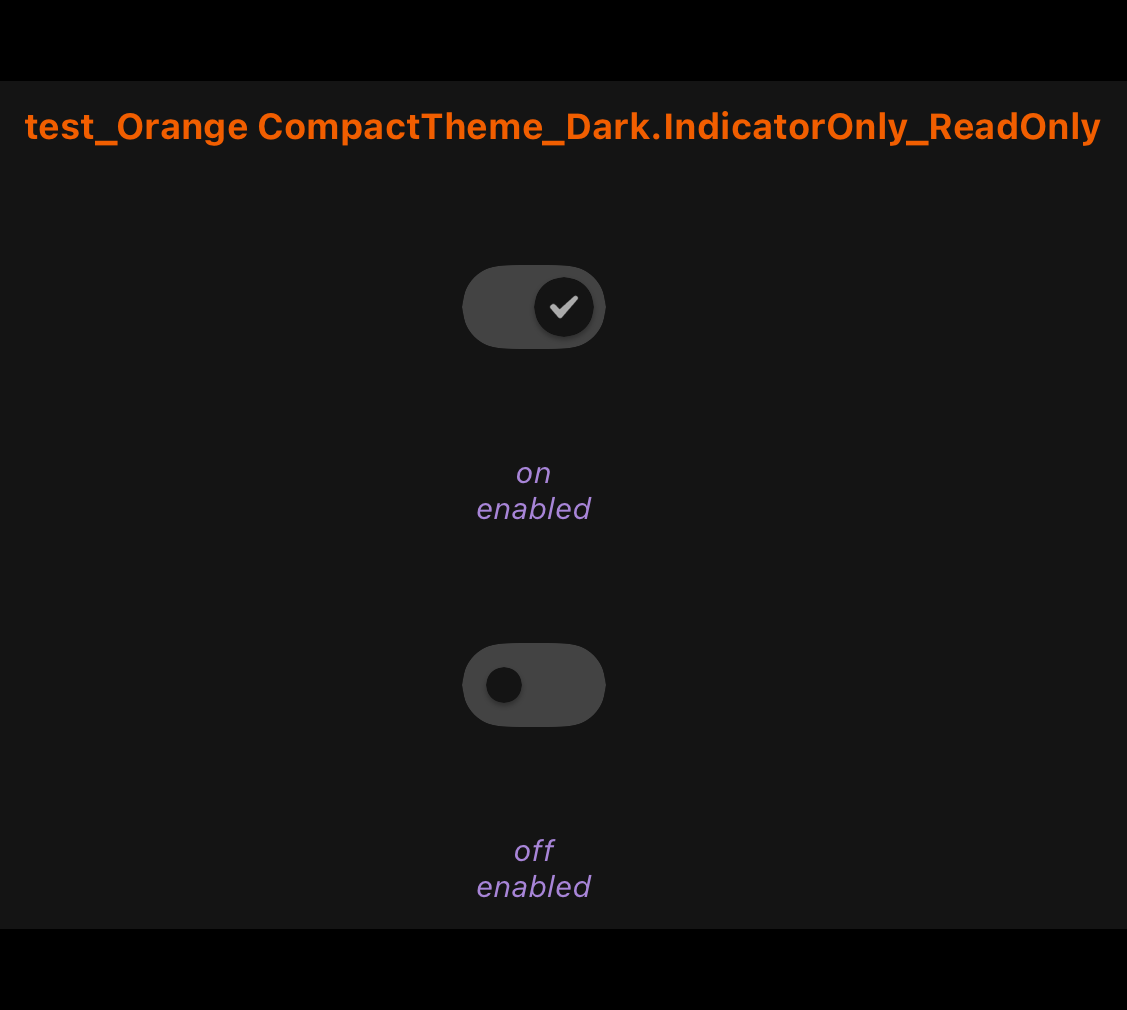 test_Orange CompactTheme_Dark.IndicatorOnly_ReadOnly
on
enabled
off
enabled